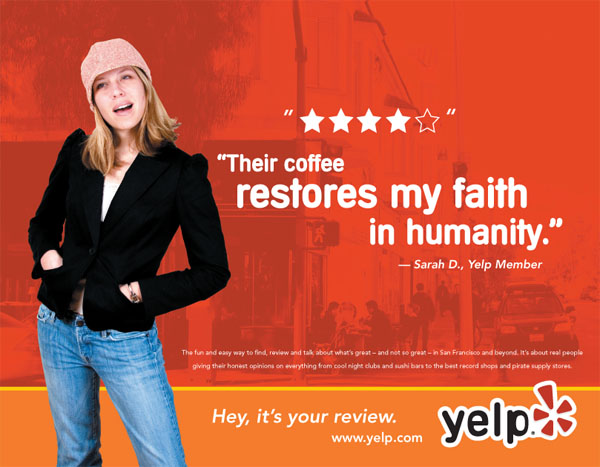 "★★★★☆"
"Their coffee
restores my faith
in humanity."
— Sarah D., Yelp Member
The fun and easy way to find, review and talk about what's great – and not so great – in San Francisco and beyond. It's about real people
giving their honest opinions on everything from cool night clubs and sushi bars to the best record shops and pirate supply stores.
Hey, it's your review.
www.yelp.com
yelp